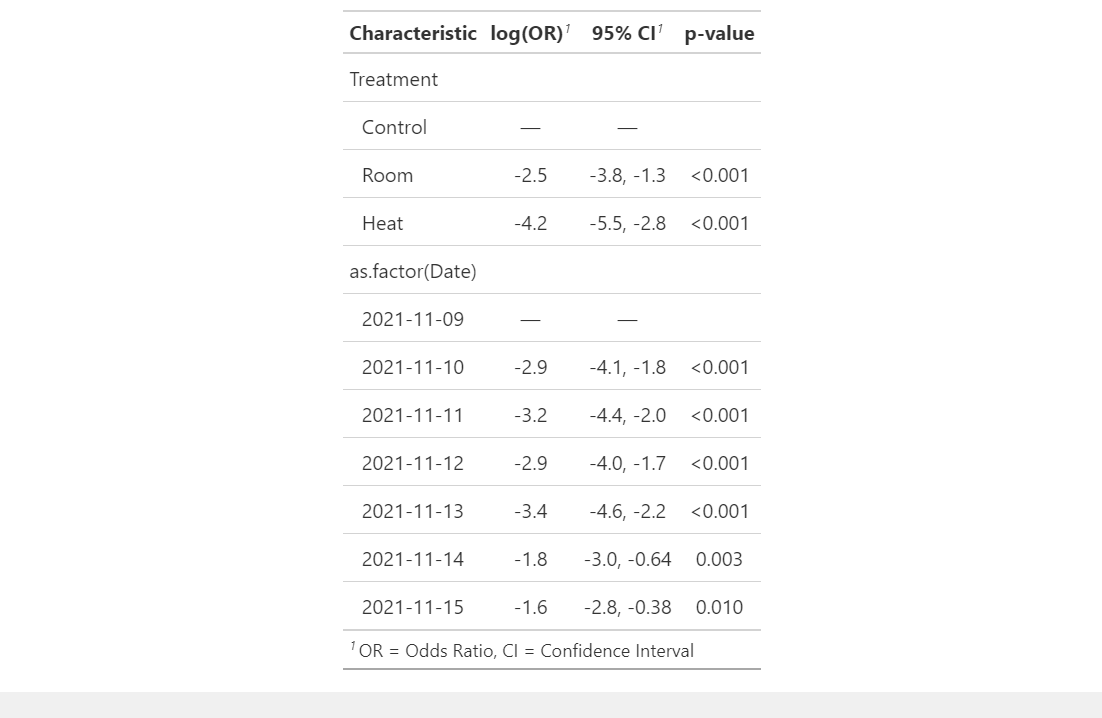 Characteristic log(OR)1 95% CI1 p-value
Treatment
Control — —
Room -2.5 -3.8, -1.3 <0.001
Heat -4.2 -5.5, -2.8 <0.001
as.factor(Date)
2021-11-09 — —
2021-11-10 -2.9 -4.1, -1.8 <0.001
2021-11-11 -3.2 -4.4, -2.0 <0.001
2021-11-12 -2.9 -4.0, -1.7 <0.001
2021-11-13 -3.4 -4.6, -2.2 <0.001
2021-11-14 -1.8 -3.0, -0.64 0.003
2021-11-15 -1.6 -2.8, -0.38 0.010
1 OR = Odds Ratio, CI = Confidence Interval